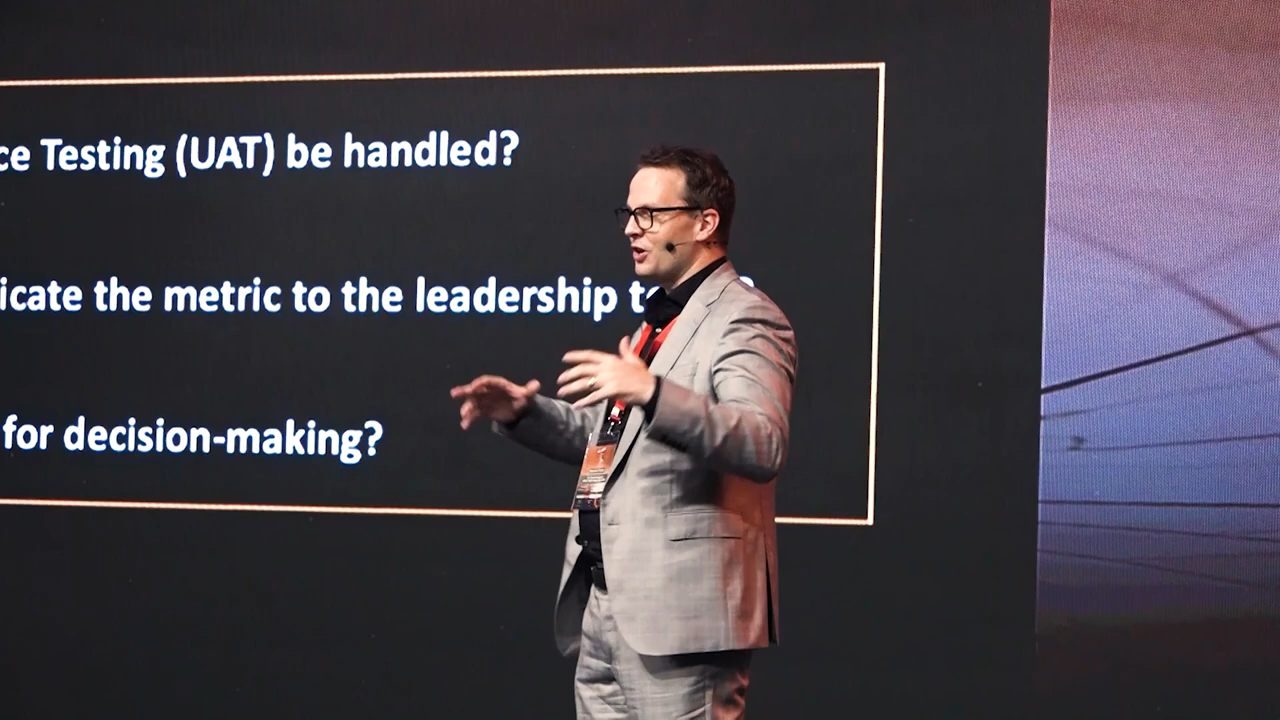 ce Testing (UAT) be handled?
icate the metric to the leadership
for decision-making?